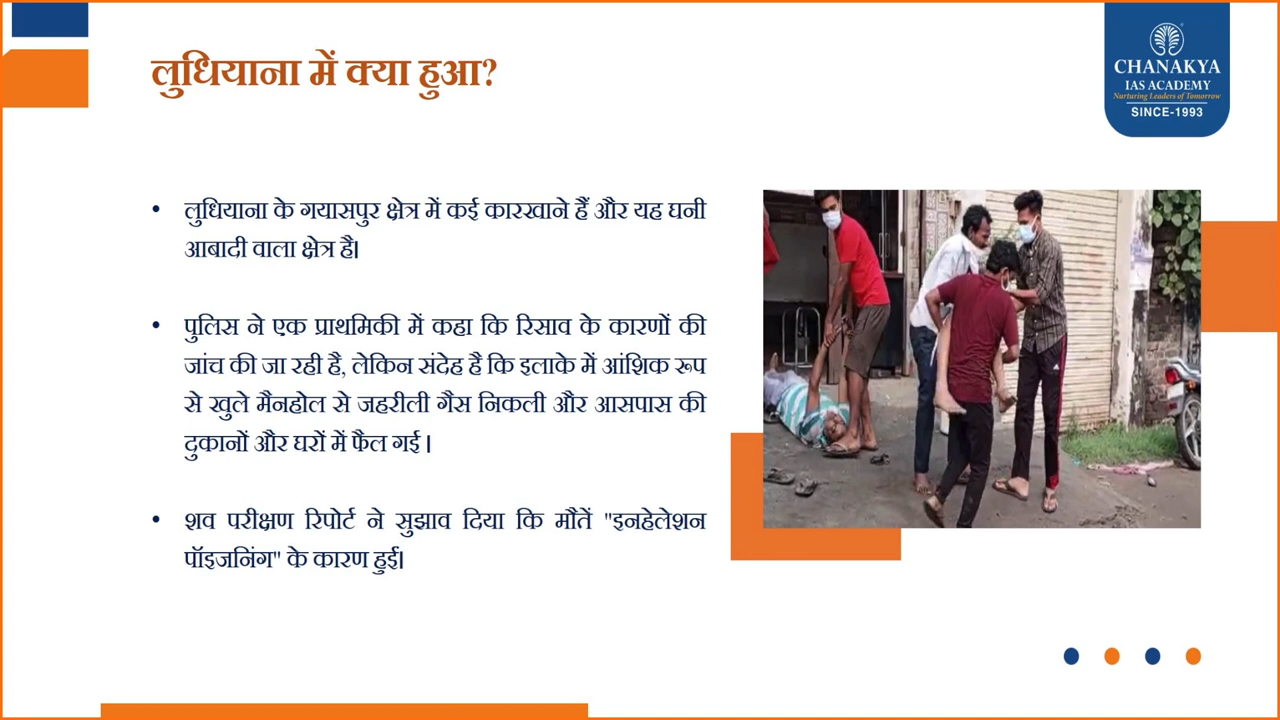 लुधियाना में क्या हुआ?
CHANAKYA
IAS ACADEMY
Nurturing Leaders of Tomorrow
SINCE-1993
• लुधियाना के गयासपुर क्षेत्र में कई कारखाने हैं और यह घनी
आबादी वाला क्षेत्र है।
• पुलिस ने एक प्राथमिकी में कहा कि रिसाव के कारणों की
जांच की जा रही है, लेकिन संदेह है कि इलाके में आंशिक रूप
से खुले मैनहोल से जहरीली गैस निकली और आसपास की
दुकानों और घरों में फैल गई ।
• शव परीक्षण रिपोर्ट ने सुझाव दिया कि मौतें "इनहेलेशन
पॉइजनिंग" के कारण हुईं।